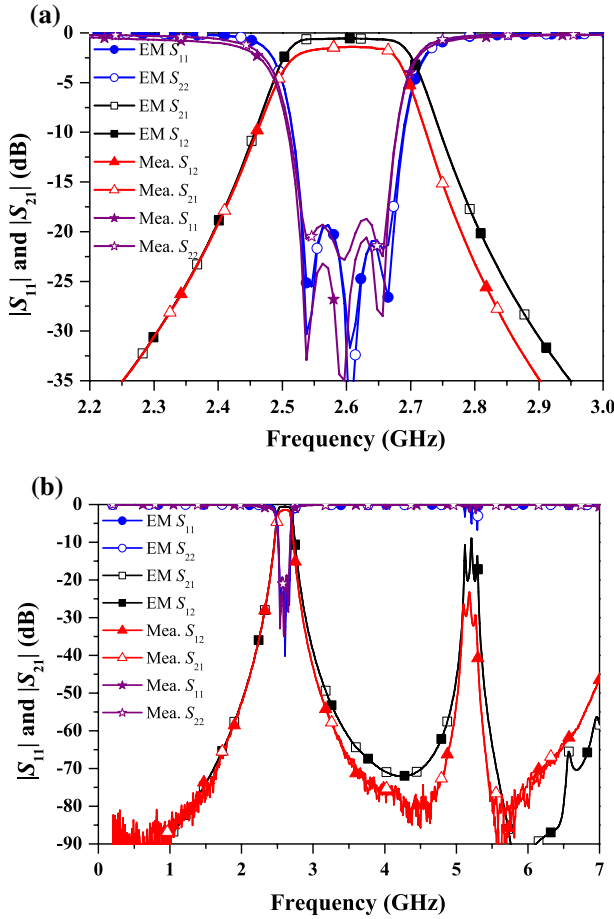 (a)
0
-5
-10
-15
-20
-25
-30
-35
|S11| and |S21| (dB)
EM S11
EM S22
EM S21
EM S12
Mea. S12
Mea. S21
Mea. S11
Mea. S22
2.2 2.3 2.4 2.5 2.6 2.7 2.8 2.9 3.0
Frequency (GHz)
(b)
0
-10
-20
-30
-40
-50
-60
-70
-80
-90
|S11| and |S21| (dB)
EM S11
EM S22
EM S21
EM S12
Mea. S12
Mea. S21
Mea. S11
Mea. S22
0 1 2 3 4 5 6 7
Frequency (GHz)